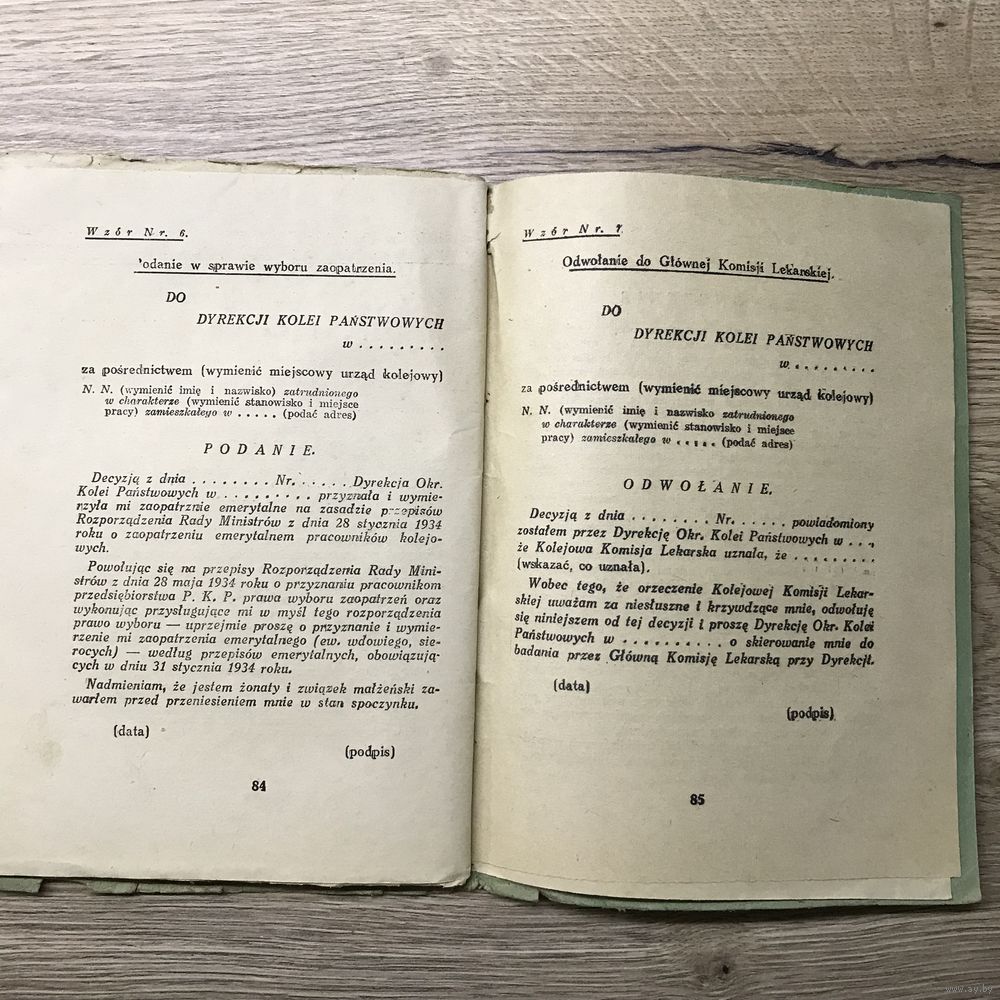 Wzór Nr. 6.
'odanie w sprawie wyboru zaopatrzenia.
DO
DYREKCJI KOLEI PAŃSTWOWYCH
w . . . . . . . . .
za pośrednictwem (wymienić miejscowy urząd kolejowy)
N. N. (wymienić imię i nazwisko) zatrudnionego
w charakterze (wymienić stanowisko i miejsce
pracy) zamieszkałego w . . . . . (podać adres)
PODANIE.
Decyzją z dnia . . . . . . . . Nr. . . . . . Dyrekcja Okr.
Kolei Państwowych w . . . . . . . . . przyznała i wymie-
rzyła mi zaopatrznie emerytalne na zasadzie przepisów
Rozporządzenia Rady Ministrów z dnia 28 stycznia 1934
roku o zaopatrzeniu emerytalnem pracowników kolejo-
wych.
Powołując się na przepisy Rozporządzenia Rady Mini-
strów z dnia 28 maja 1934 roku o przyznaniu pracownikom
przedsiębiorstwa P. K. P. prawa wyboru zaopatrzeń oraz
wykonując przysługujące mi w myśl tego rozporządzenia
prawo wyboru — uprzejmie proszę o przyznanie i wymie-
rzenie mi zaopatrzenia emerytalnego (ew. wdowiego, sie-
rocych) — według przepisów emerytalnych, obowiązują-
cych w dniu 31 stycznia 1934 roku.
Nadmieniam, że jestem żonaty i związek małżeński za-
warłem przed przeniesieniem mnie w stan spoczynku.
(data)
(podpis)
84
Wzór Nr. 7
Odwołanie do Głównej Komisji Lekarskiej.
DO
DYREKCJI KOLEI PAŃSTWOWYCH
w . . . . . . . . .
za pośrednictwem (wymienić miejscowy urząd kolejowy)
N. N. (wymienić imię i nazwisko zatrudnionego
w charakterze (wymienić stanowisko i miejsce
pracy) zamieszkałego w . . . . . (podać adres)
ODWOŁANIE.
Decyzją z dnia . . . . . . . . Nr. . . . . . powiadomiony
zostałem przez Dyrekcję Okr. Kolei Państwowych w . . .,
że Kolejowa Komisja Lekarska uznała, że . . . . . . . . .
(wskazać, co uznała).
Wobec tego, że orzeczenie Kolejowej Komisji Lekar-
skiej uważam za niesłuszne i krzywdzące mnie, odwołuję
się niniejszem od tej decyzji i proszę Dyrekcję Okr. Kolei
Państwowych w . . . . . . . . . o skierowanie mnie do
badania przez Główną Komisję Lekarską przy Dyrekcji.
(data)
(podpis)
85
www.ay.by